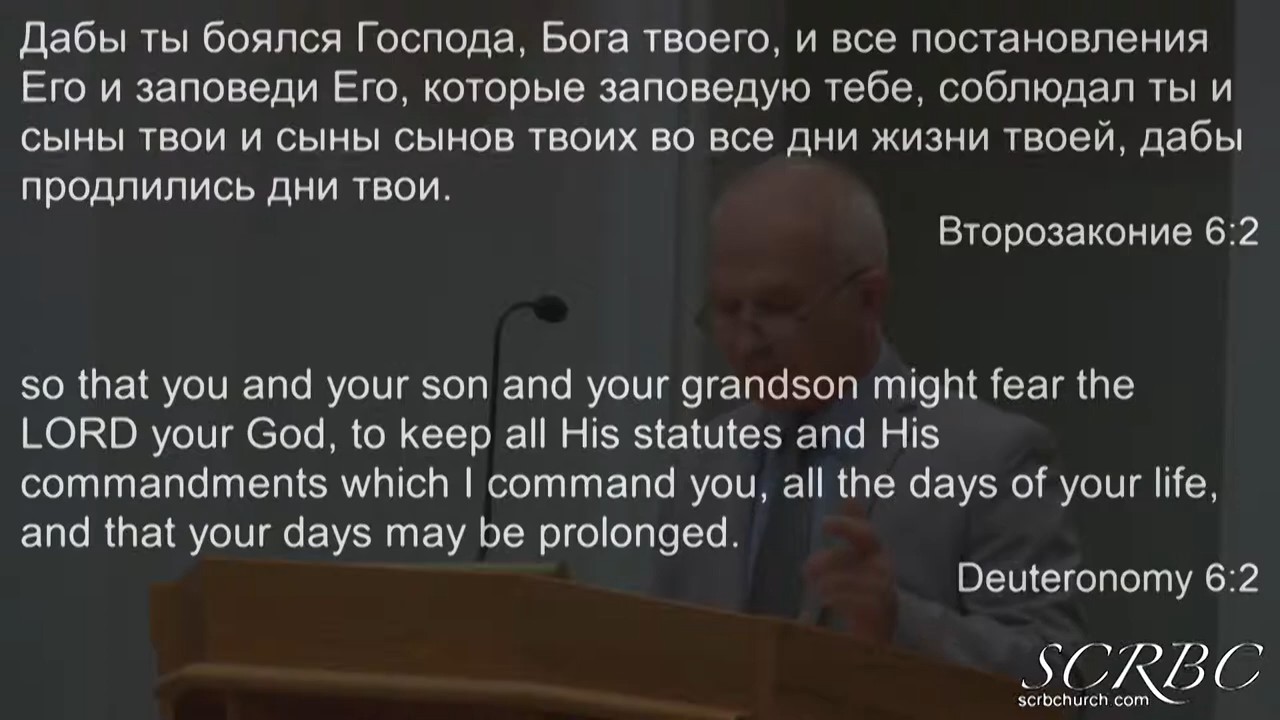 Дабы ты боялся Господа, Бога твоего, и все постановления
Его и заповеди Его, которые заповедую тебе, соблюдал ты и
сыны твои и сыны сынов твоих во все дни жизни твоей, дабы
продлились дни твои.
Второзаконие 6:2
so that you and your son and your grandson might fear the
LORD your God, to keep all His statutes and His
commandments which I command you, all the days of your life,
and that your days may be prolonged.
Deuteronomy 6:2
SCRBC
scrbchurch.com